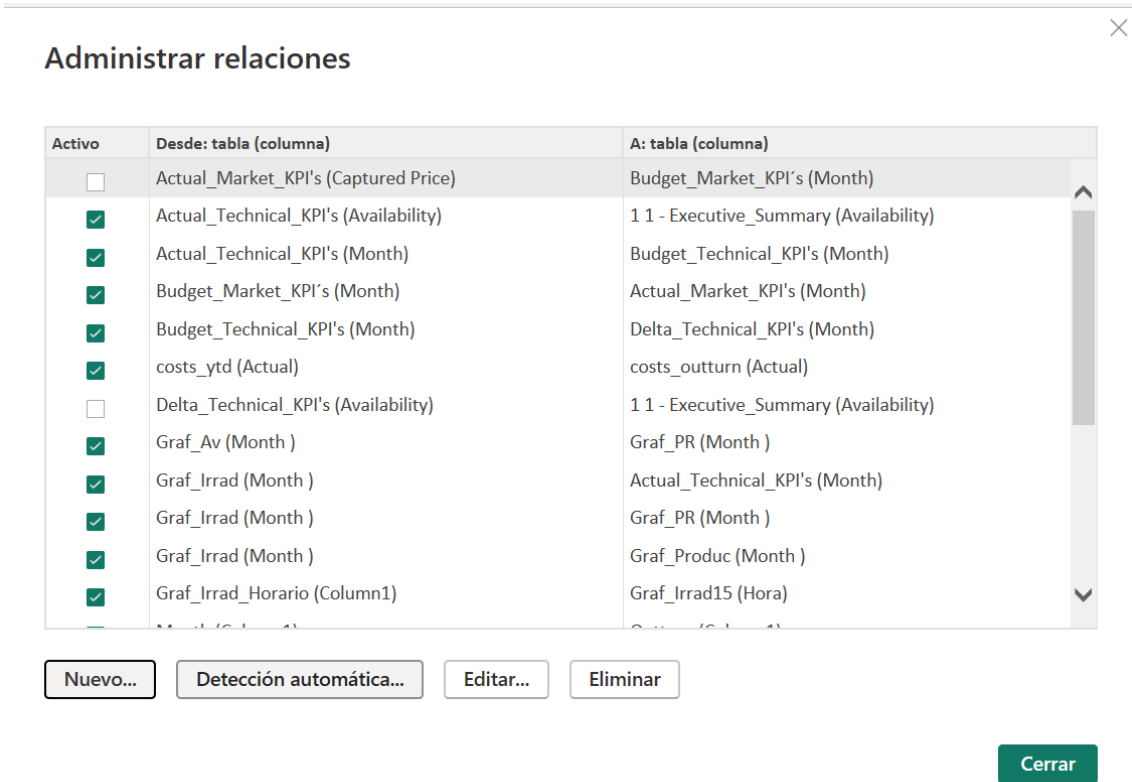 Administrar relaciones
Activo Desde: tabla (columna) A: tabla (columna)
Actual_Market_KPI's (Captured Price) Budget_Market_KPI´s (Month)
Actual_Technical_KPI's (Availability) 1 1 - Executive_Summary (Availability)
Actual_Technical_KPI's (Month) Budget_Technical_KPI's (Month)
Budget_Market_KPI´s (Month) Actual_Market_KPI's (Month)
Budget_Technical_KPI's (Month) Delta_Technical_KPI's (Month)
costs_ytd (Actual) costs_outturn (Actual)
Delta_Technical_KPI's (Availability) 1 1 - Executive_Summary (Availability)
Graf_Av (Month ) Graf_PR (Month )
Graf_Irrad (Month ) Actual_Technical_KPI's (Month)
Graf_Irrad (Month ) Graf_PR (Month )
Graf_Irrad (Month ) Graf_Produc (Month )
Graf_Irrad_Horario (Column1) Graf_Irrad15 (Hora)
Nuevo... Detección automática... Editar... Eliminar
Cerrar